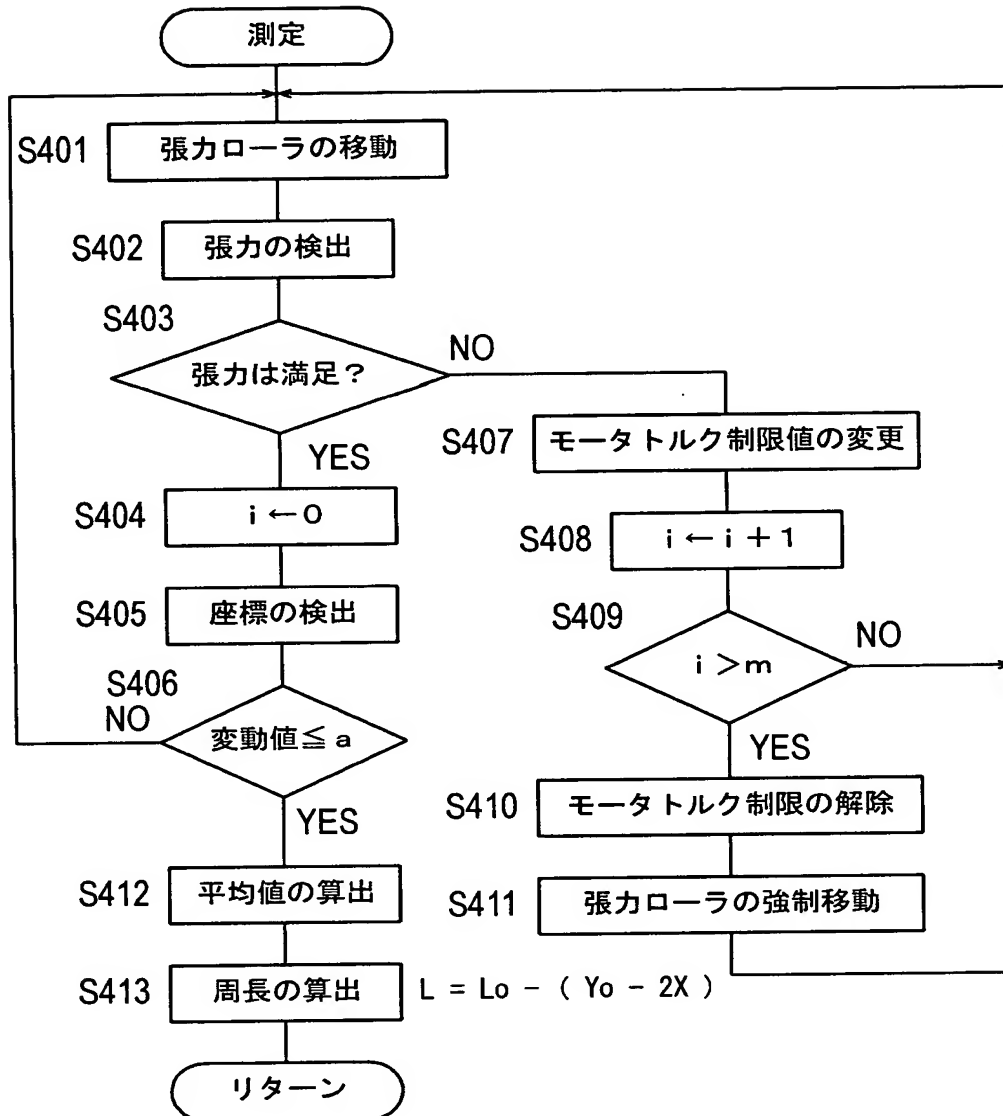 測定
S401
張力ローラの移動
S402
張力の検出
S403
張力は満足?
NO
YES
S404
i ← 0
S405
座標の検出
S406
NO
変動値≦a
YES
S407
モータトルク制限値の変更
S408
i ← i + 1
S409
i > m
NO
YES
S410
モータトルク制限の解除
S411
張力ローラの強制移動
S412
平均値の算出
S413
周長の算出
L = Lo - ( Yo - 2X )
リターン